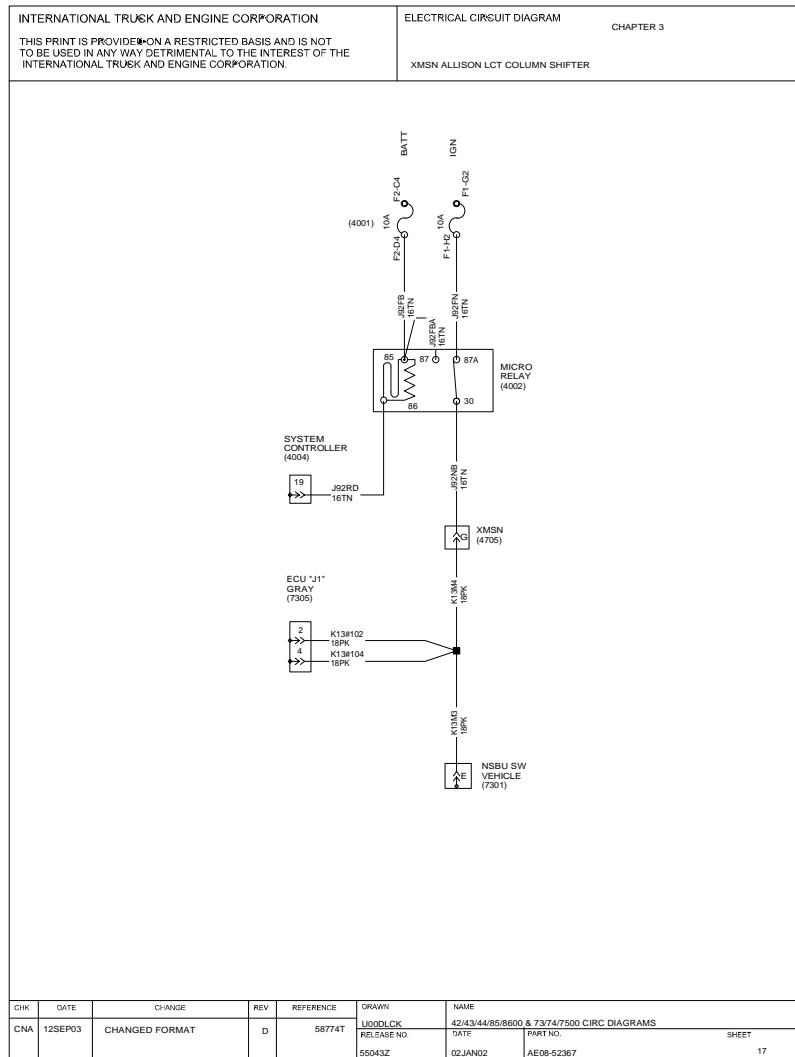 INTERNATIONAL TRUCK AND ENGINE CORPORATION
THIS PRINT IS PROVIDED ON A RESTRICTED BASIS AND IS NOT
TO BE USED IN ANY WAY DETRIMENTAL TO THE INTEREST OF THE
INTERNATIONAL TRUCK AND ENGINE CORPORATION.
ELECTRICAL CIRCUIT DIAGRAM
CHAPTER 3
XMSN ALLISON LCT COLUMN SHIFTER
BATT
IGN
F2-C4
F1-G2
(4001)
10A
10A
F2-D4
F1-H2
J92FB
16TN
J92FBA
16TN
J92FN
16TN
85
87
87A
86
30
MICRO
RELAY
(4002)
SYSTEM
CONTROLLER
(4004)
19
J92RD
16TN
J92NB
16TN
G
XMSN
(4705)
K13M4
18PK
ECU "J1"
GRAY
(7305)
2
K13#102
18PK
4
K13#104
18PK
K13M3
18PK
E
NSBU SW
VEHICLE
(7301)
CHK DATE CHANGE REV REFERENCE DRAWN NAME
CNA 12SEP03 CHANGED FORMAT D 58774T
U00DLCK 42/43/44/85/8600 & 73/74/7500 CIRC DIAGRAMS
RELEASE NO. DATE PART NO. SHEET
55043Z 02JAN02 AE08-52367 17